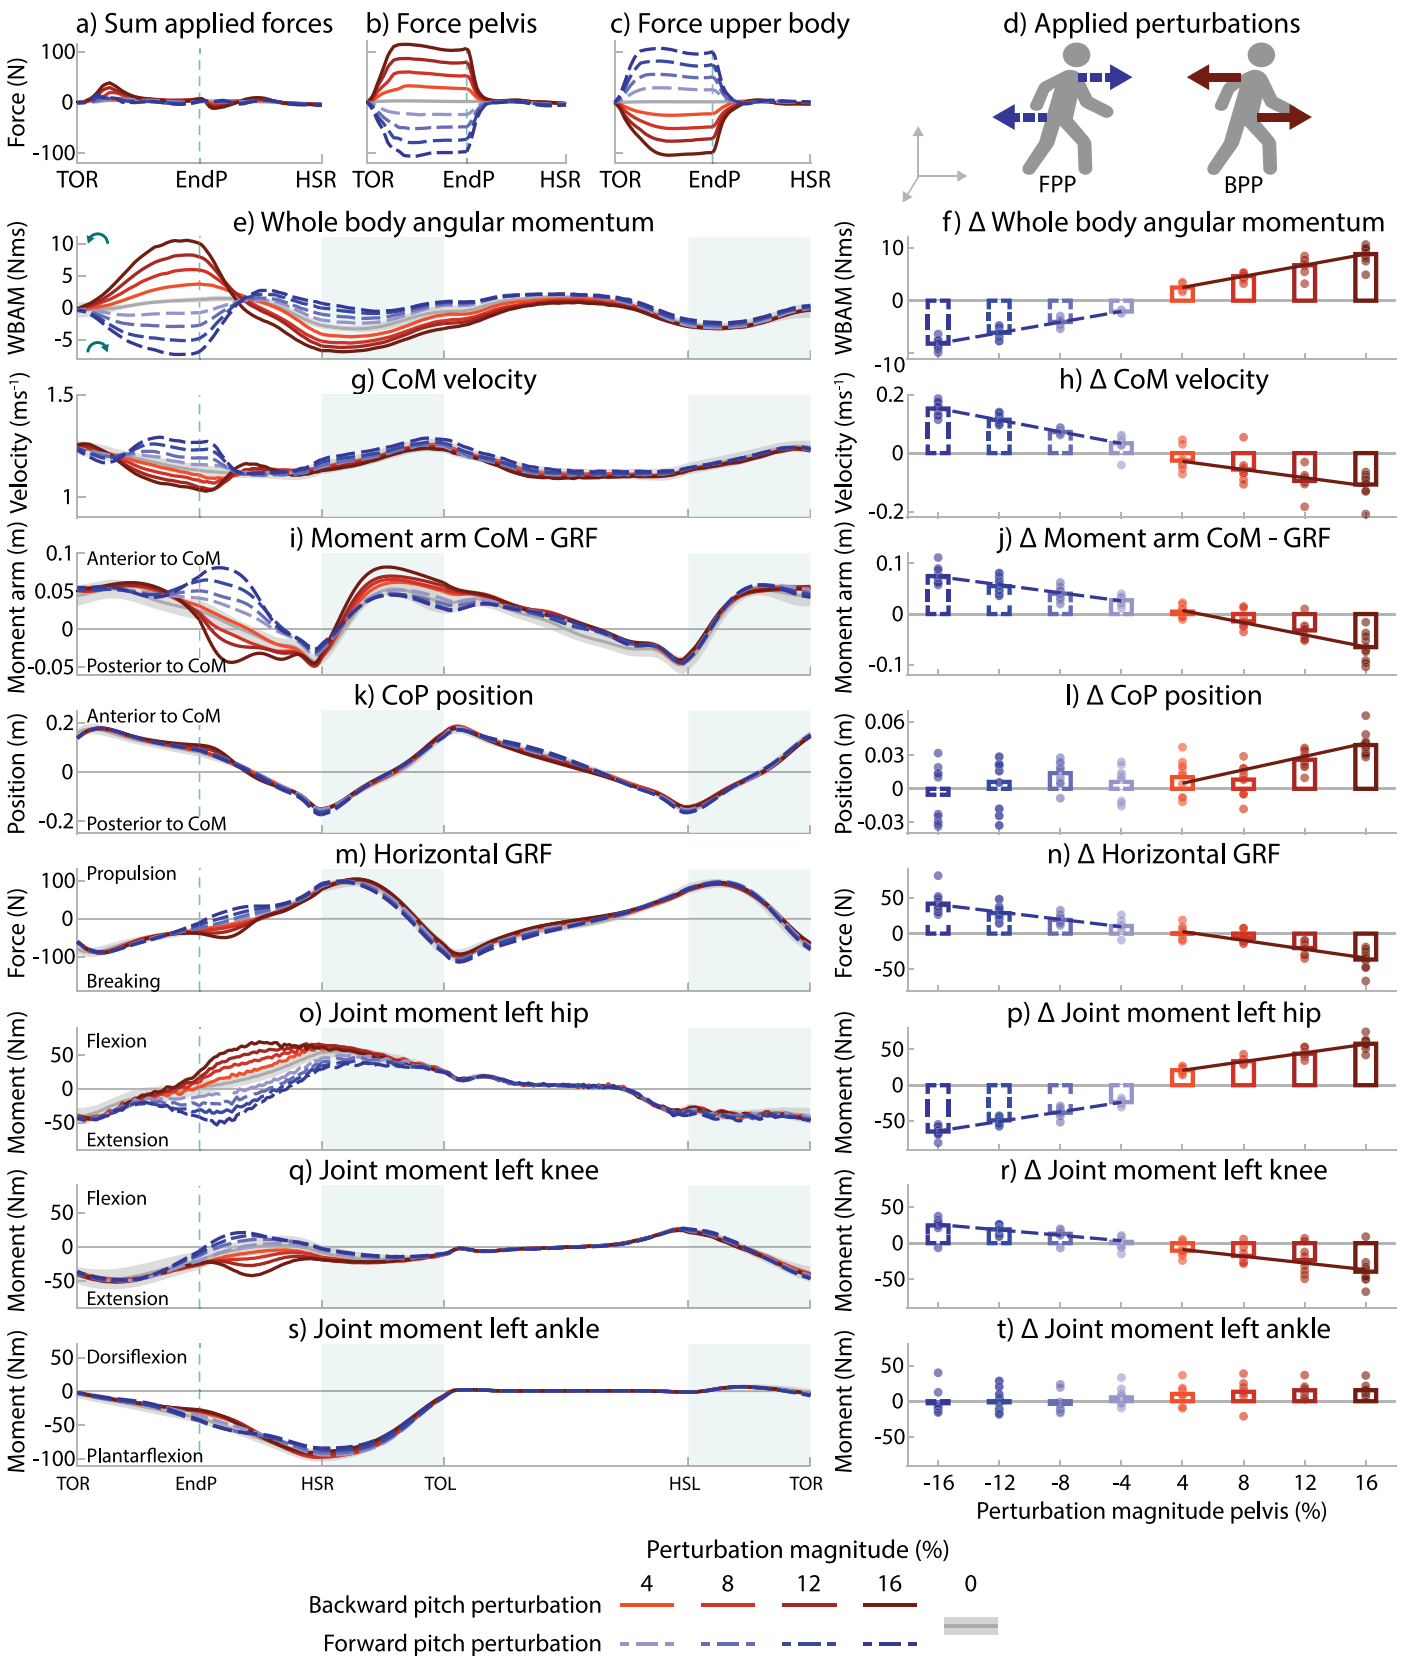 a) Sum applied forces
b) Force pelvis
c) Force upper body
d) Applied perturbations
Force (N)
100
0
-100
TOR
EndP
HSR
TOR
EndP
HSR
TOR
EndP
HSR
FPP
BPP
e) Whole body angular momentum
WBAM (Nms)
10
5
0
-5
f) Δ Whole body angular momentum
WBAM (Nms)
10
0
-10
g) CoM velocity
Velocity (ms⁻¹)
1.5
1
h) Δ CoM velocity
Velocity (ms⁻¹)
0.2
0
-0.2
i) Moment arm CoM - GRF
Moment arm (m)
0.1
0.05
0
-0.05
Anterior to CoM
Posterior to CoM
j) Δ Moment arm CoM - GRF
Moment arm (m)
0.1
0
-0.1
k) CoP position
Position (m)
0.2
0
-0.2
Anterior to CoM
Posterior to CoM
l) Δ CoP position
Position (m)
0.06
0.03
0
-0.03
m) Horizontal GRF
Force (N)
100
0
-100
Propulsion
Breaking
n) Δ Horizontal GRF
Force (N)
50
0
-50
o) Joint moment left hip
Moment (Nm)
50
0
-50
Flexion
Extension
p) Δ Joint moment left hip
Moment (Nm)
50
0
-50
q) Joint moment left knee
Moment (Nm)
50
0
-50
Flexion
Extension
r) Δ Joint moment left knee
Moment (Nm)
50
0
-50
s) Joint moment left ankle
Moment (Nm)
50
0
-50
-100
Dorsiflexion
Plantarflexion
TOR
EndP
HSR
TOL
HSL
TOR
t) Δ Joint moment left ankle
Moment (Nm)
50
0
-50
-16
-12
-8
-4
4
8
12
16
Perturbation magnitude pelvis (%)
Perturbation magnitude (%)
4
8
12
16
0
Backward pitch perturbation
Forward pitch perturbation